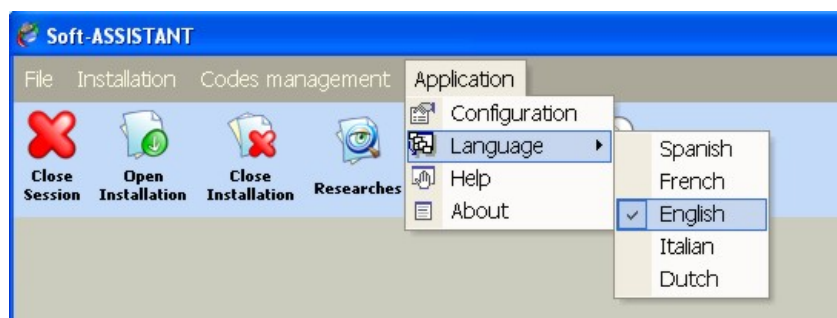 Soft-ASSISTANT
File Installation Codes management Application
Close Session
Open Installation
Close Installation
Researches
Configuration
Language
Help
About
Spanish
French
English
Italian
Dutch